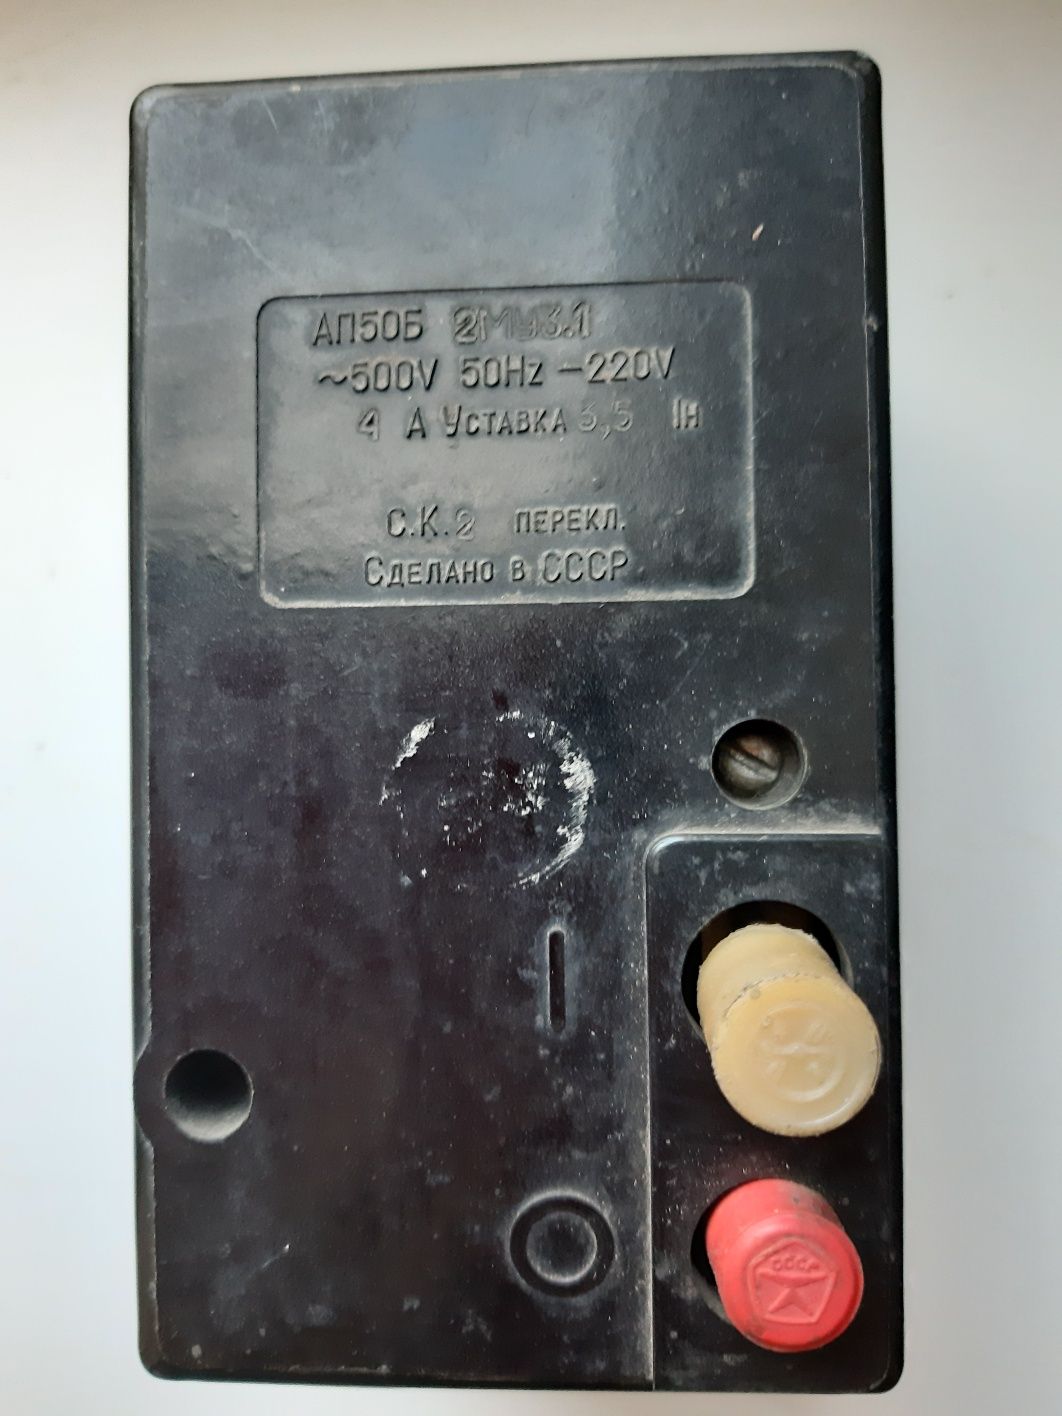 АП50Б 2МУ3.1
~500V 50Hz –220V
4 А Уставка 3,5 Iн
С.К. 2 перекл.
Сделано в СССР
I
O
СССР